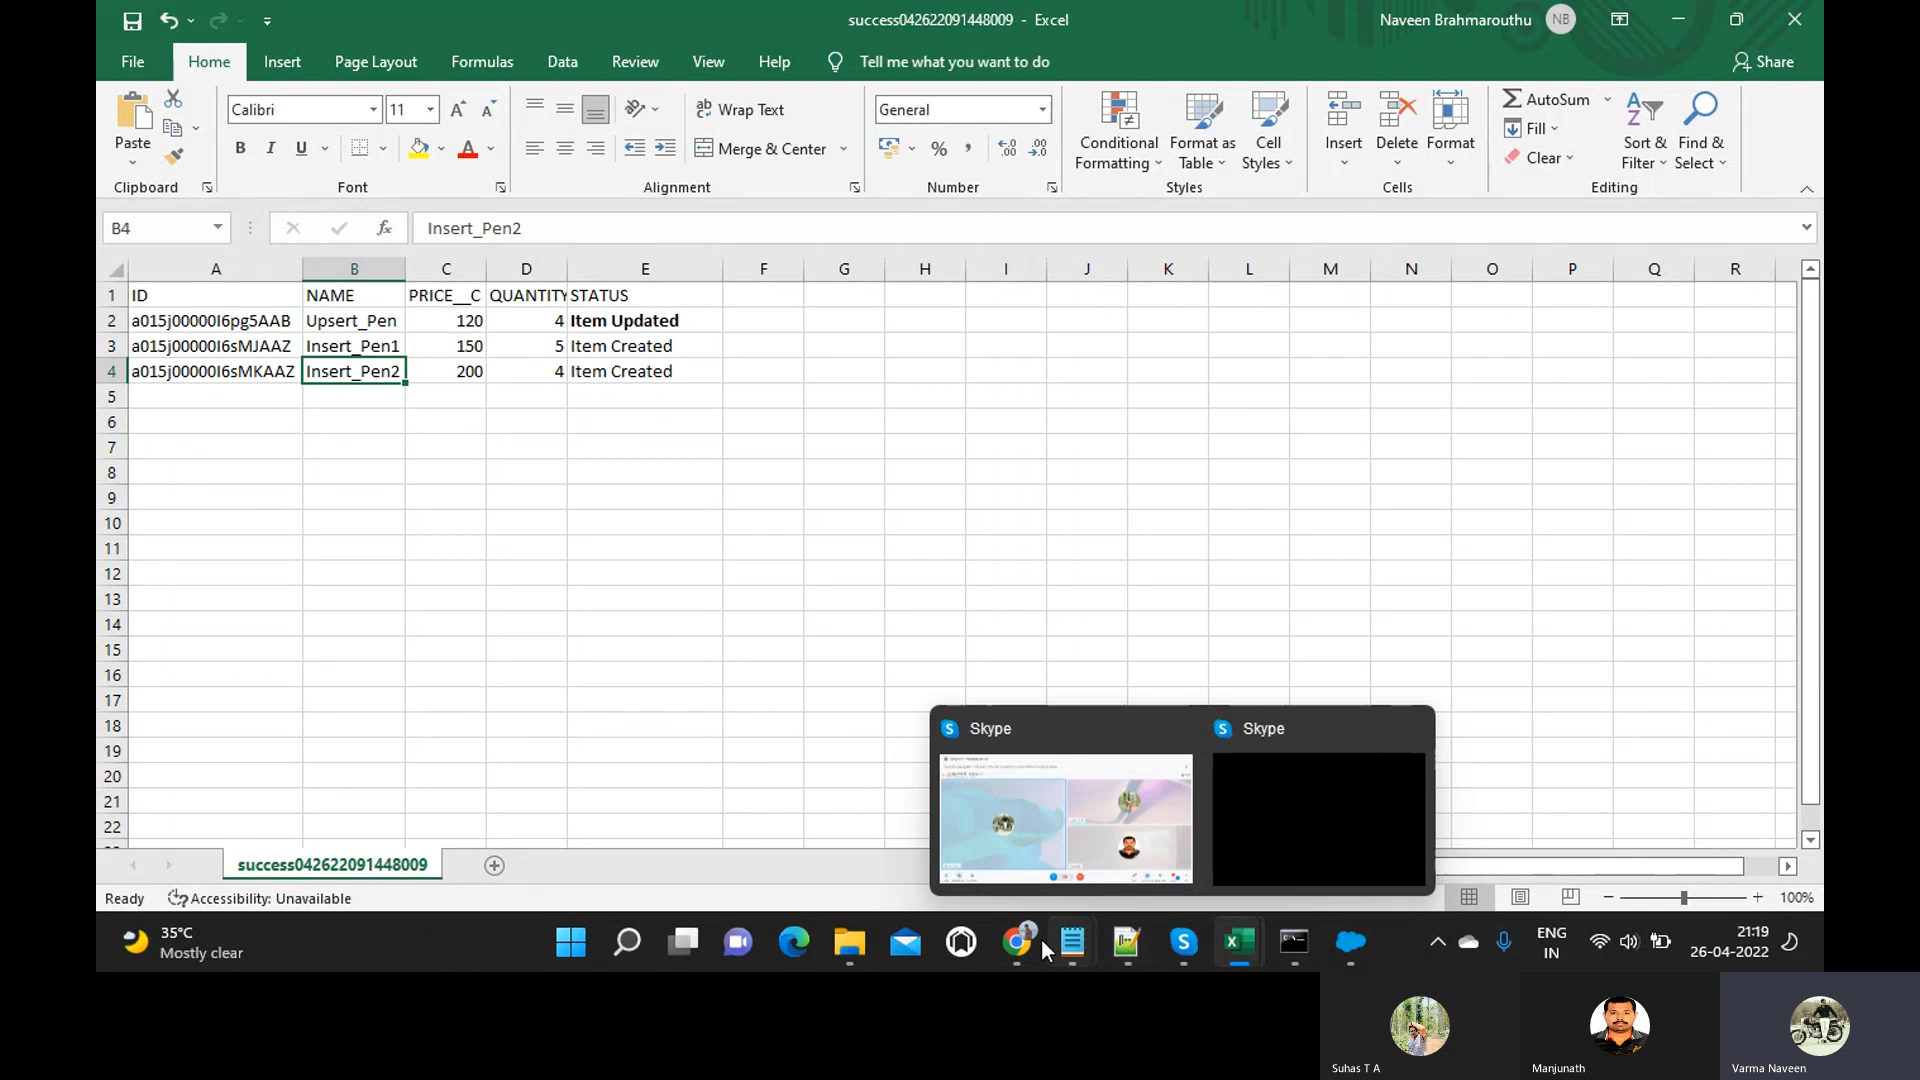 success042622091448009 - Excel
Naveen Brahmarouthu NB
File Home Insert Page Layout Formulas Data Review View Help Tell me what you want to do Share
Paste
Clipboard
Calibri 11
B I U
Font
Wrap Text
Merge & Center
Alignment
General
Number
Conditional Formatting
Format as Table
Cell Styles
Styles
Insert Delete Format
Cells
AutoSum
Fill
Clear
Sort & Filter
Find & Select
Editing
B4 fx Insert_Pen2
A B C D E F G H I J K L M N O P Q R
1 ID NAME PRICE__C QUANTITY STATUS
2 a015j00000I6pg5AAB Upsert_Pen 120 4 Item Updated
3 a015j00000I6sMJAAZ Insert_Pen1 150 5 Item Created
4 a015j00000I6sMKAAZ Insert_Pen2 200 4 Item Created
5
6
7
8
9
10
11
12
13
14
15
16
17
18
19
20
21
22
Skype Skype
success042622091448009
Ready Accessibility: Unavailable 100%
35°C
Mostly clear
ENG
IN
21:19
26-04-2022
Suhas T A Manjunath Varma Naveen